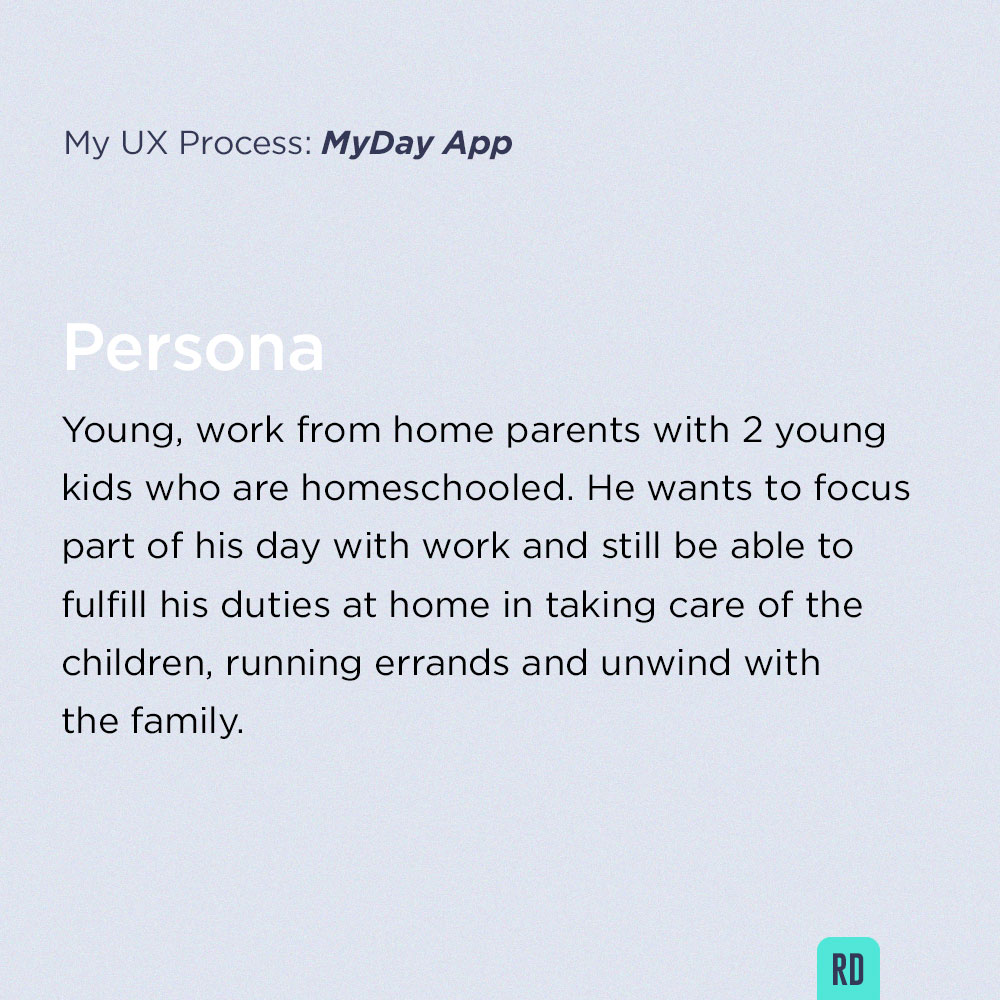 My UX Process: MyDay App
Persona
Young, work from home parents with 2 young
kids who are homeschooled. He wants to focus
part of his day with work and still be able to
fulfill his duties at home in taking care of the
children, running errands and unwind with
the family.
RD